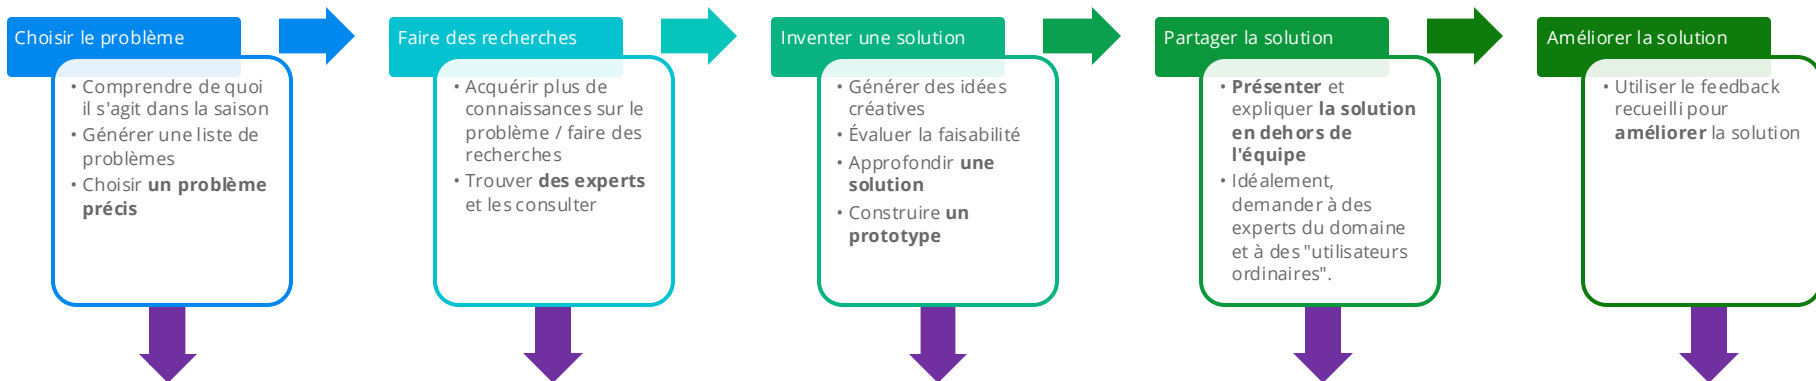 Choisir le problème
• Comprendre de quoi
il s'agit dans la saison
• Générer une liste de
problèmes
• Choisir un problème
précis
Faire des recherches
• Acquérir plus de
connaissances sur le
problème / faire des
recherches
• Trouver des experts
et les consulter
Inventer une solution
• Générer des idées
créatives
• Évaluer la faisabilité
• Approfondir une
solution
• Construire un
prototype
Partager la solution
• Présenter et
expliquer la solution
en dehors de
l'équipe
• Idéalement,
demander à des
experts du domaine
et à des "utilisateurs
ordinaires".
Améliorer la solution
• Utiliser le feedback
recueilli pour
améliorer la solution